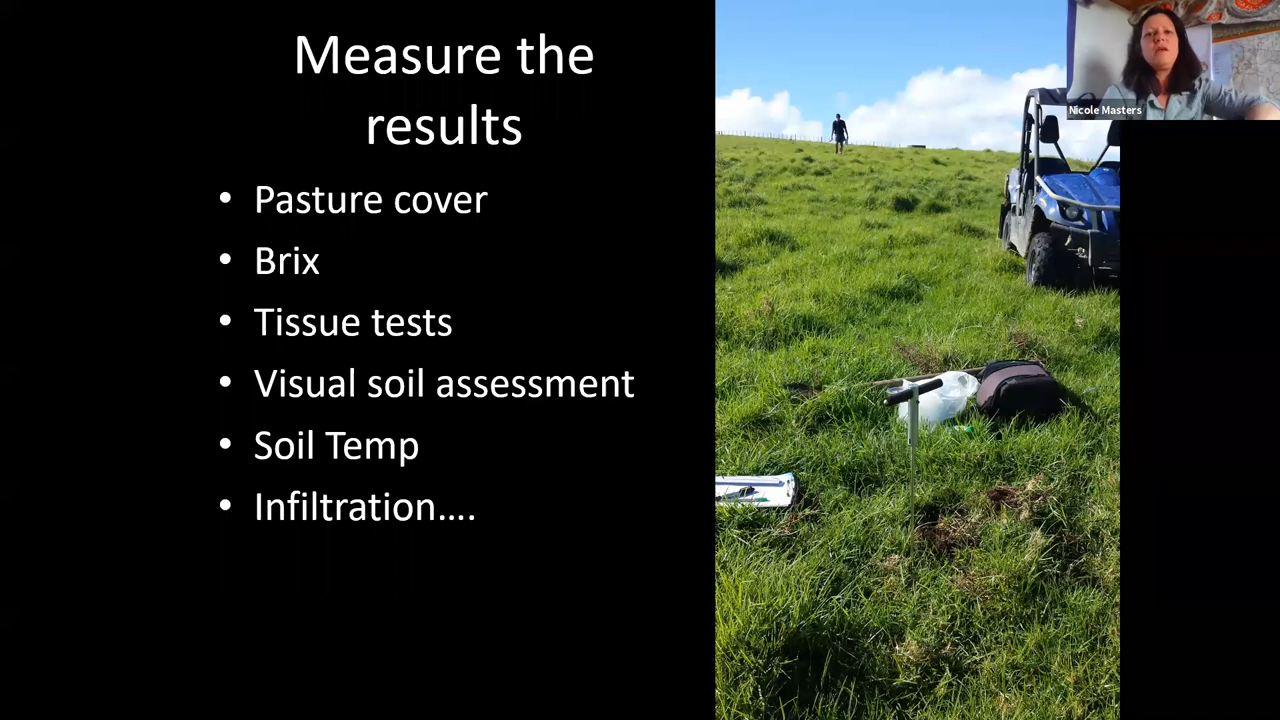 Measure the
results
• Pasture cover
• Brix
• Tissue tests
• Visual soil assessment
• Soil Temp
• Infiltration….
Nicole Masters